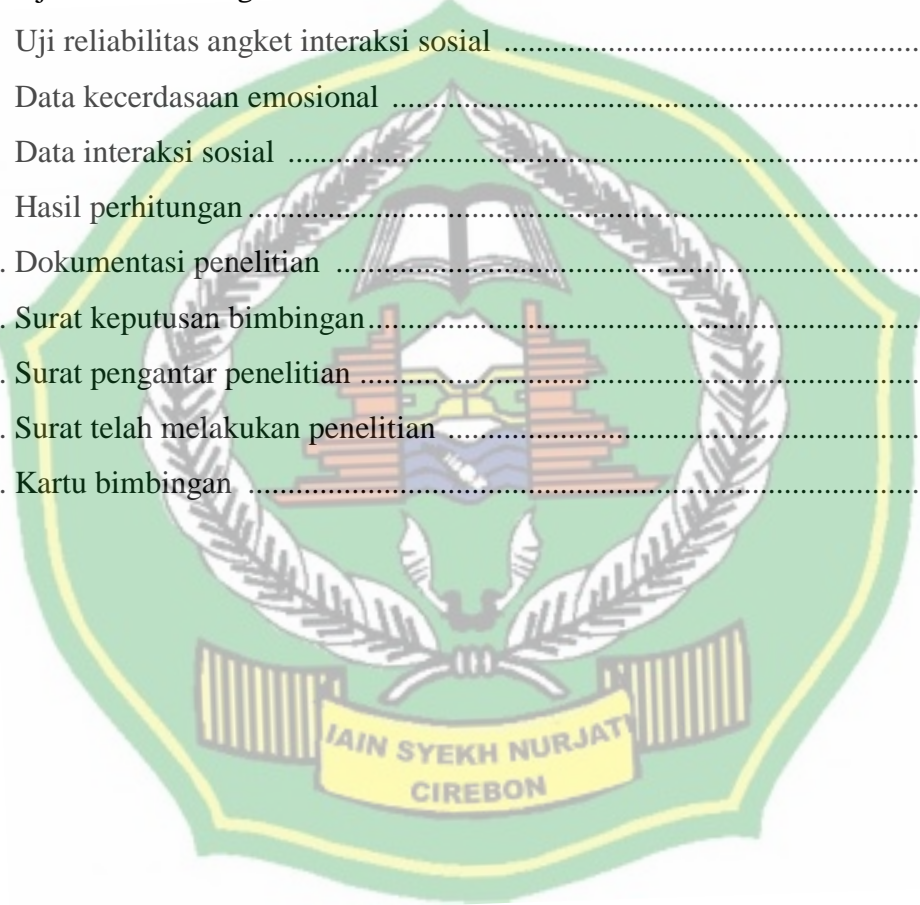 Uji reliabilitas angket interaksi sosial ....................................................
Data kecerdasaan emosional ..................................................................
Data interaksi sosial ...............................................................................
Hasil perhitungan....................................................................................
. Dokumentasi penelitian .........................................................................
. Surat keputusan bimbingan.....................................................................
. Surat pengantar penelitian ......................................................................
. Surat telah melakukan penelitian ...........................................................
. Kartu bimbingan ....................................................................................
IAIN SYEKH NURJATI
CIREBON